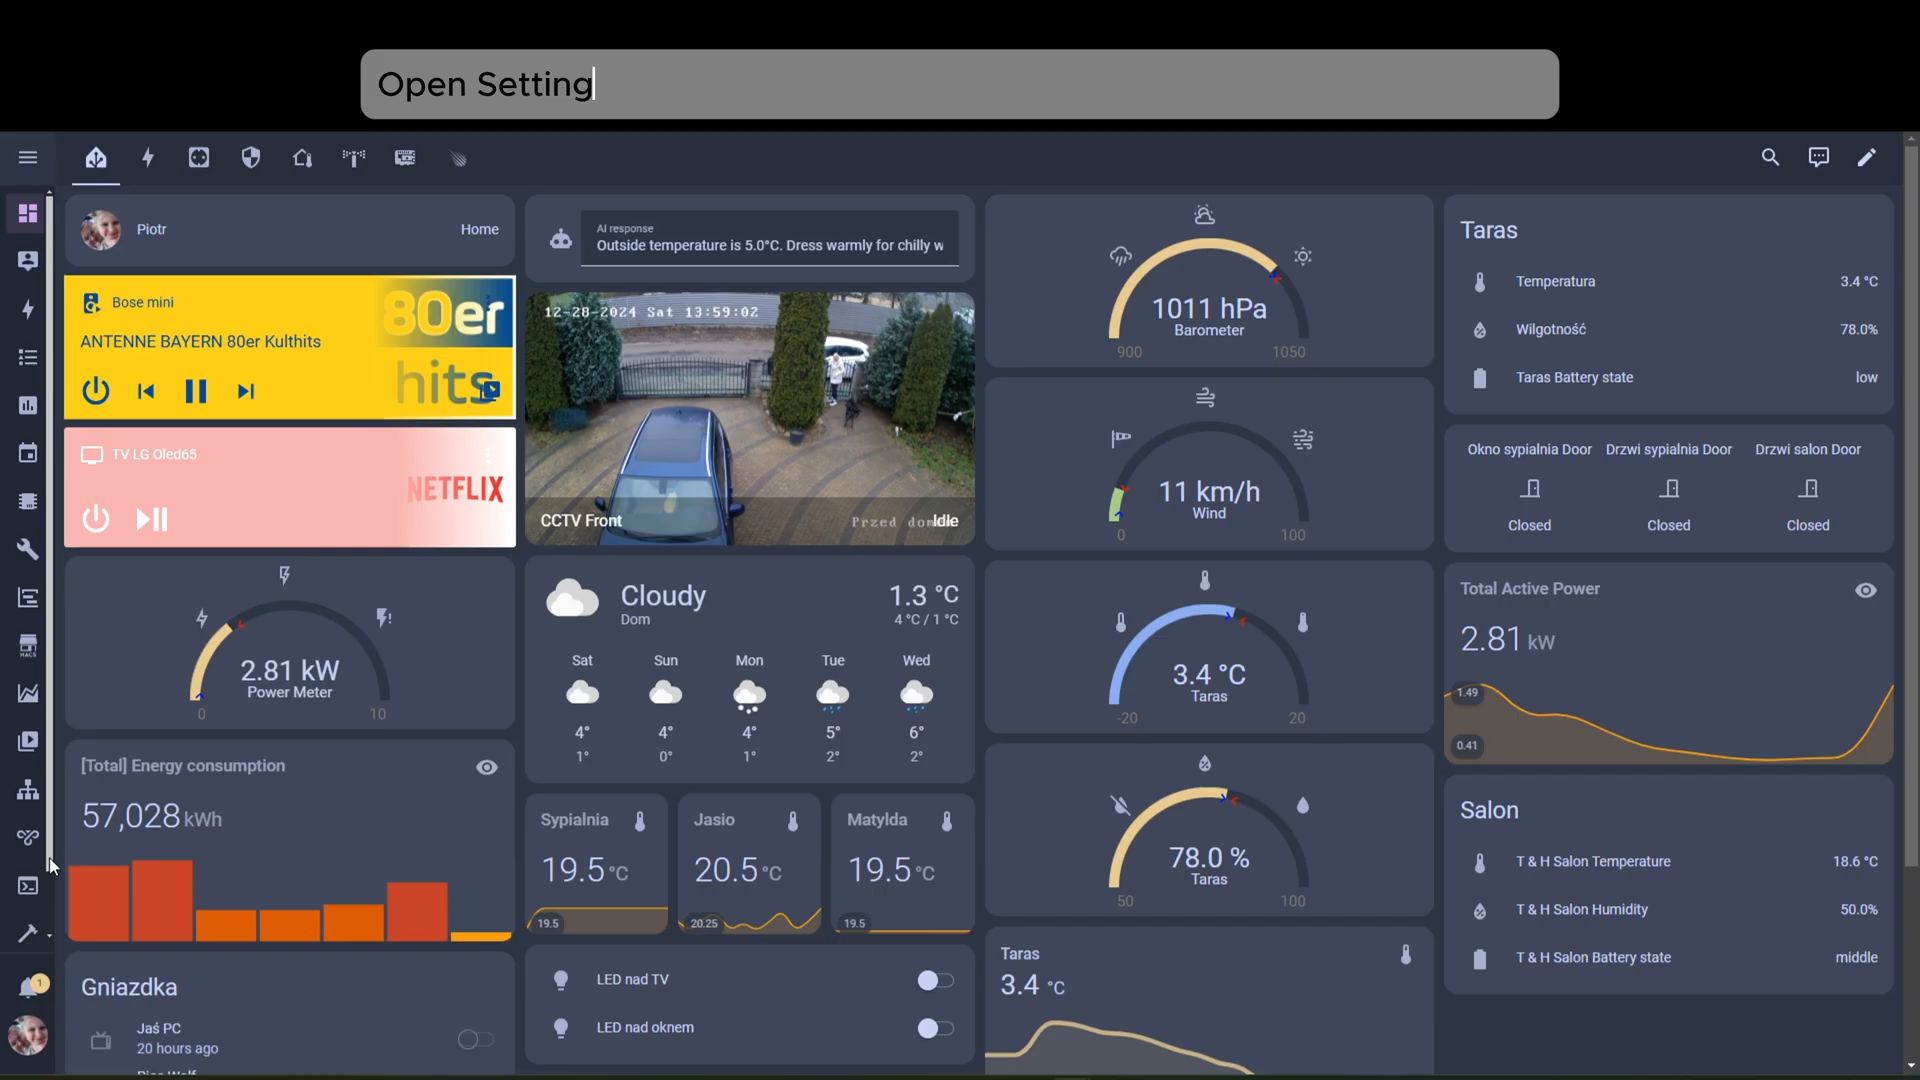 Open Setting
Piotr
Home
Bose mini
ANTENNE BAYERN 80er Kulthits
80er
hits
TV LG Oled65
NETFLIX
2.81 kW
Power Meter
0
10
[Total] Energy consumption
57,028 kWh
Gniazdka
Jaś PC
20 hours ago
HACS
1
AI response
Outside temperature is 5.0°C. Dress warmly for chilly w
12-28-2024 Sat 13:59:02
CCTV Front
Przed dom
Idle
Cloudy
Dom
1.3 °C
4 °C / 1 °C
Sat Sun Mon Tue Wed
4° 4° 4° 5° 6°
1° 0° 1° 2° 2°
Sypialnia
19.5 °C
19.5
Jasio
20.5 °C
20.25
Matylda
19.5 °C
19.5
LED nad TV
LED nad oknem
1011 hPa
Barometer
900
1050
11 km/h
Wind
0
100
3.4 °C
Taras
-20
20
78.0 %
Taras
50
100
Taras
3.4 °C
Taras
Temperatura 3.4 °C
Wilgotność 78.0%
Taras Battery state low
Okno sypialnia Door Drzwi sypialnia Door Drzwi salon Door
Closed Closed Closed
Total Active Power
2.81 kW
1.49
0.41
Salon
T & H Salon Temperature 18.6 °C
T & H Salon Humidity 50.0%
T & H Salon Battery state middle